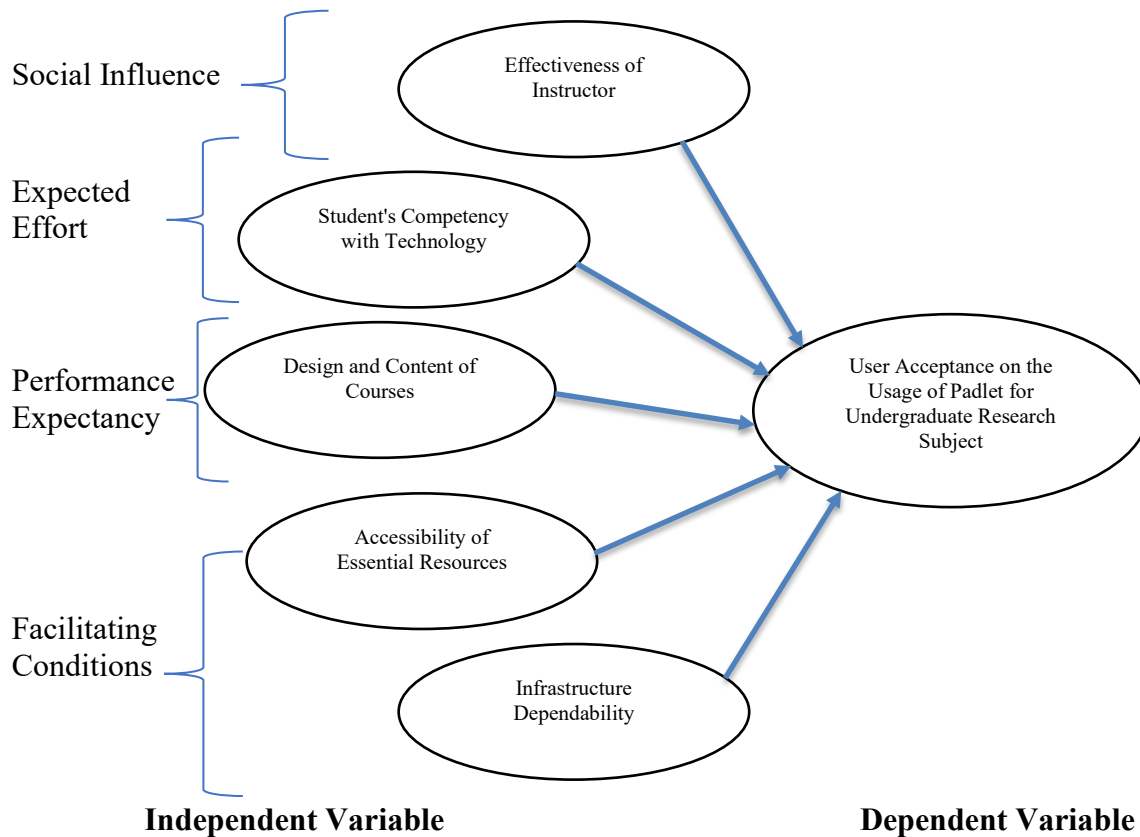 Social Influence
Effectiveness of
Instructor
Expected
Effort
Student's Competency
with Technology
Performance
Expectancy
Design and Content of
Courses
User Acceptance on the
Usage of Padlet for
Undergraduate Research
Subject
Accessibility of
Essential Resources
Facilitating
Conditions
Infrastructure
Dependability
Independent Variable
Dependent Variable